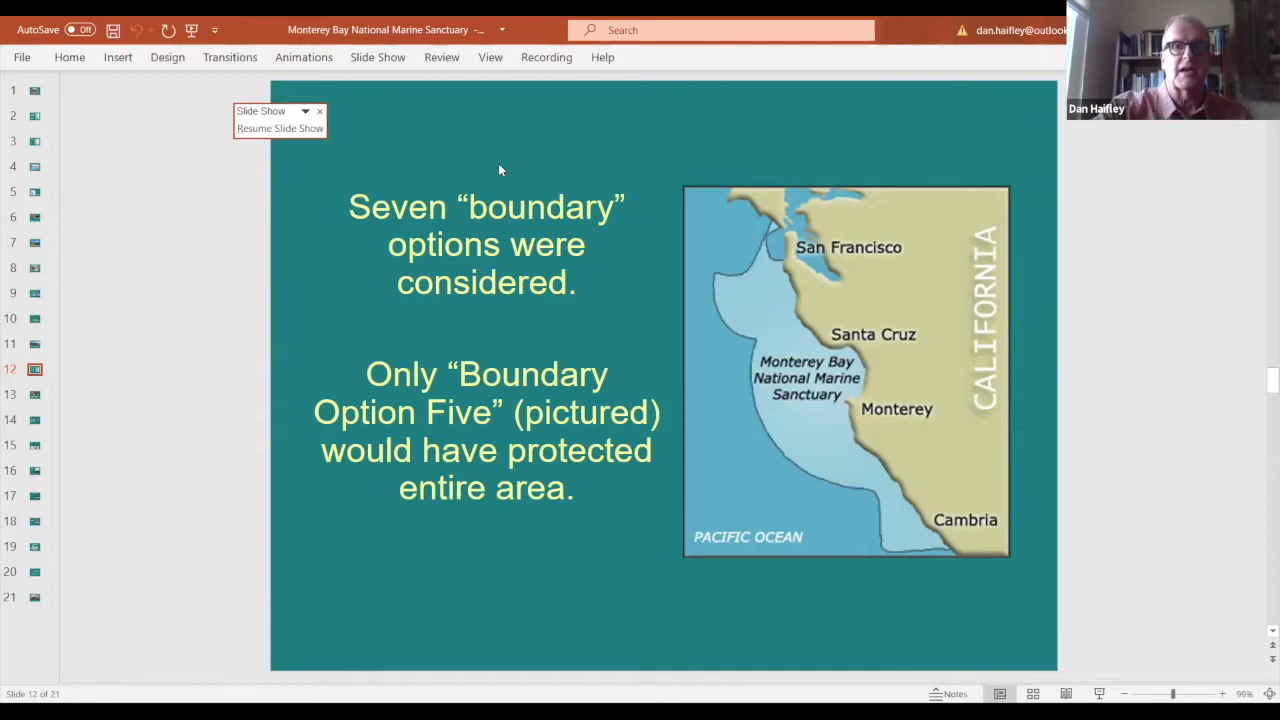 AutoSave Off Monterey Bay National Marine Sanctuary -... Search dan.haifley@outlook
File Home Insert Design Transitions Animations Slide Show Review View Recording Help
Dan Haifley
1
2
3
4
5
6
7
8
9
10
11
12
13
14
15
16
17
18
19
20
21
Slide Show
Resume Slide Show
Seven “boundary”
options were
considered.
Only “Boundary
Option Five” (pictured)
would have protected
entire area.
San Francisco
Santa Cruz
Monterey Bay
National Marine
Sanctuary
Monterey
Cambria
PACIFIC OCEAN
CALIFORNIA
Slide 12 of 21 Notes 99%